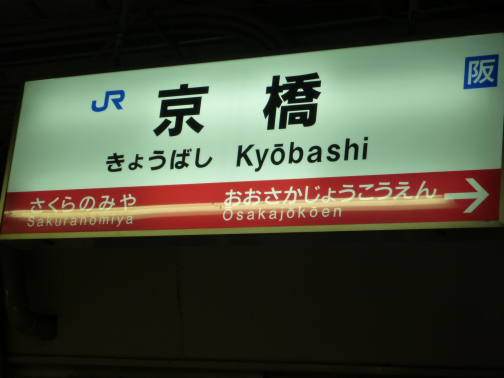 JR 京橋 阪
きょうばし Kyōbashi
さくらのみや おおさかじょうこうえん
Sakuranomiya Ōsakajōkōen